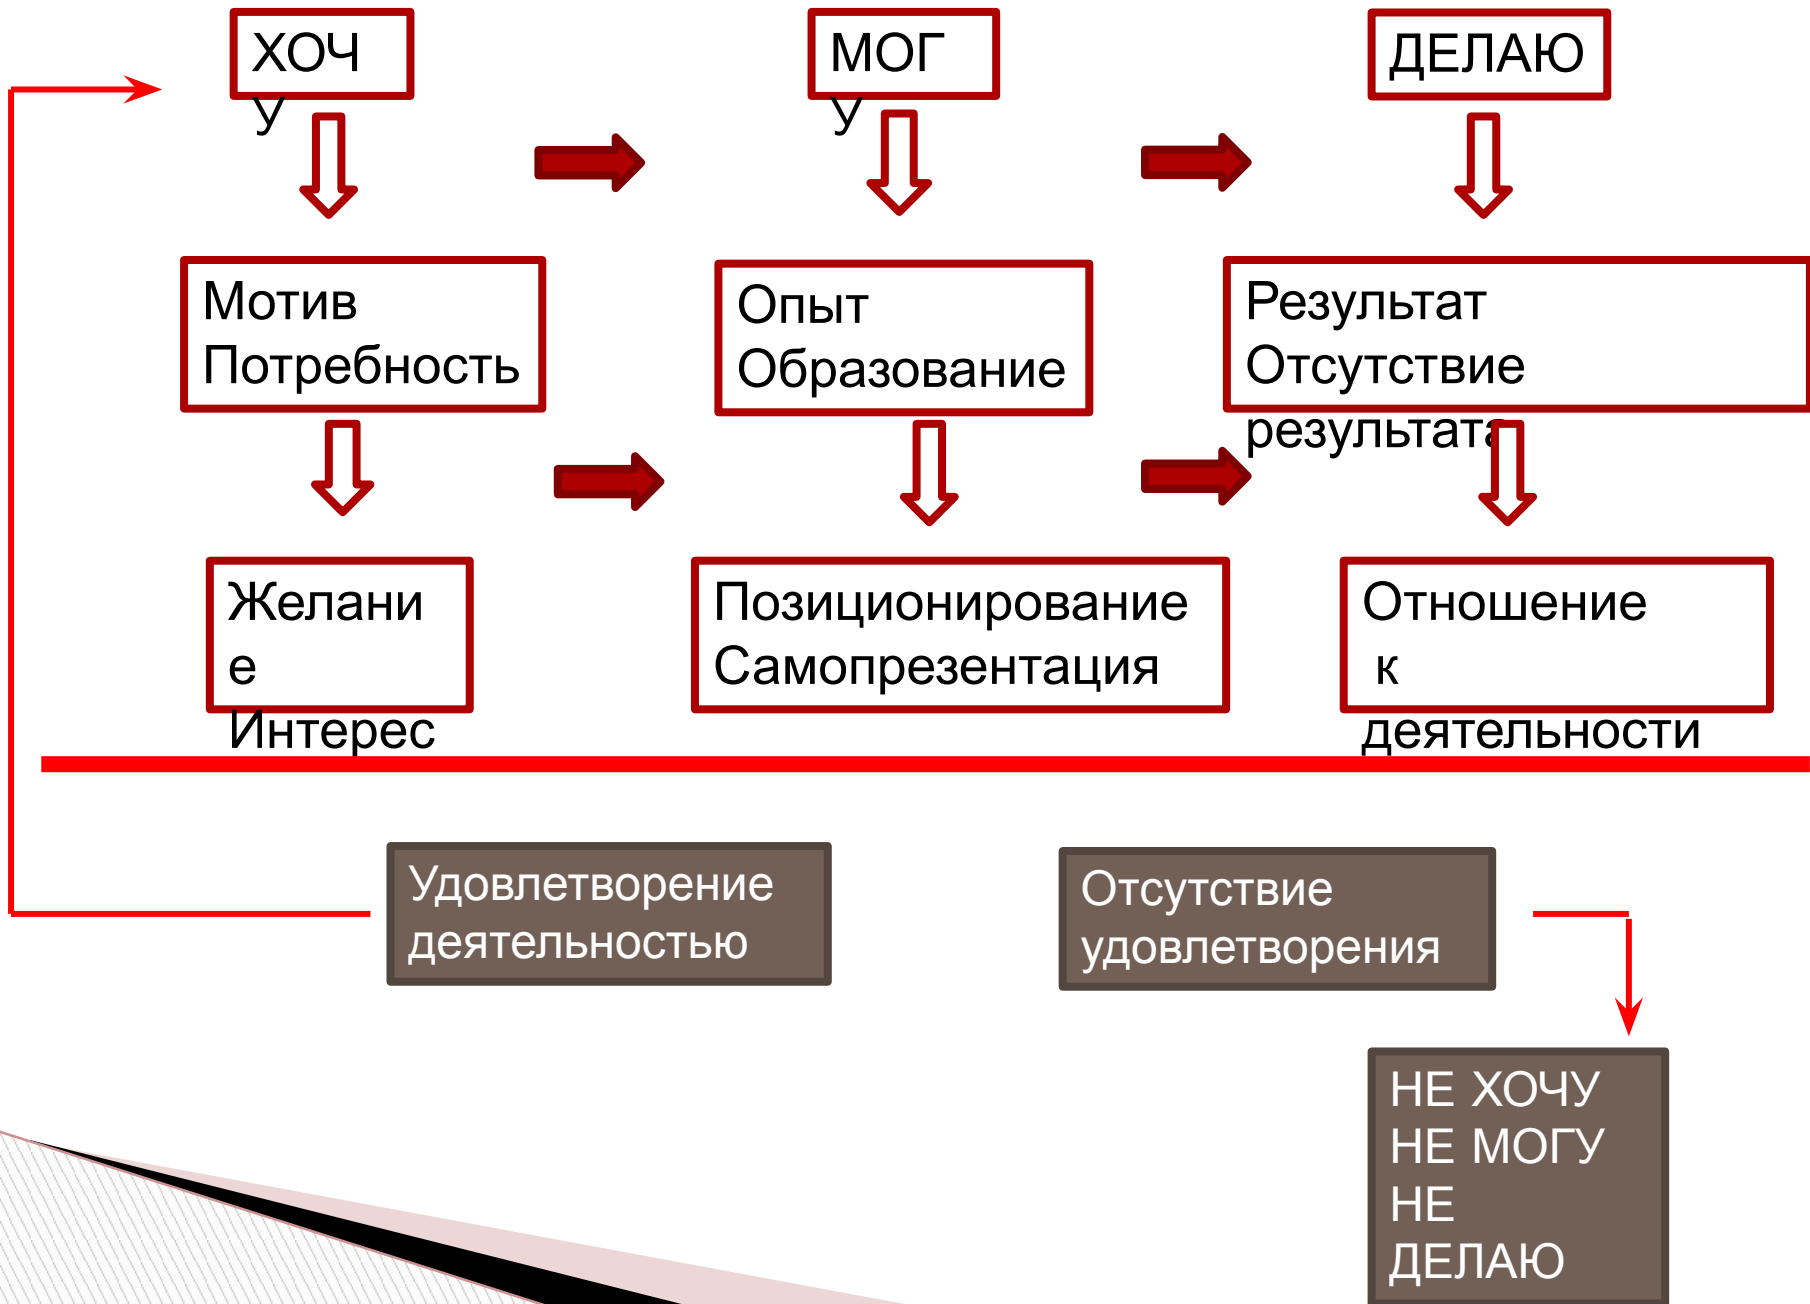 ХОЧ
У
МОГ
У
ДЕЛАЮ
Мотив
Потребность
Опыт
Образование
Результат
Отсутствие
результата
Желани
е
Интерес
Позиционирование
Самопрезентация
Отношение
к
деятельности
Удовлетворение
деятельностью
Отсутствие
удовлетворения
НЕ ХОЧУ
НЕ МОГУ
НЕ
ДЕЛАЮ